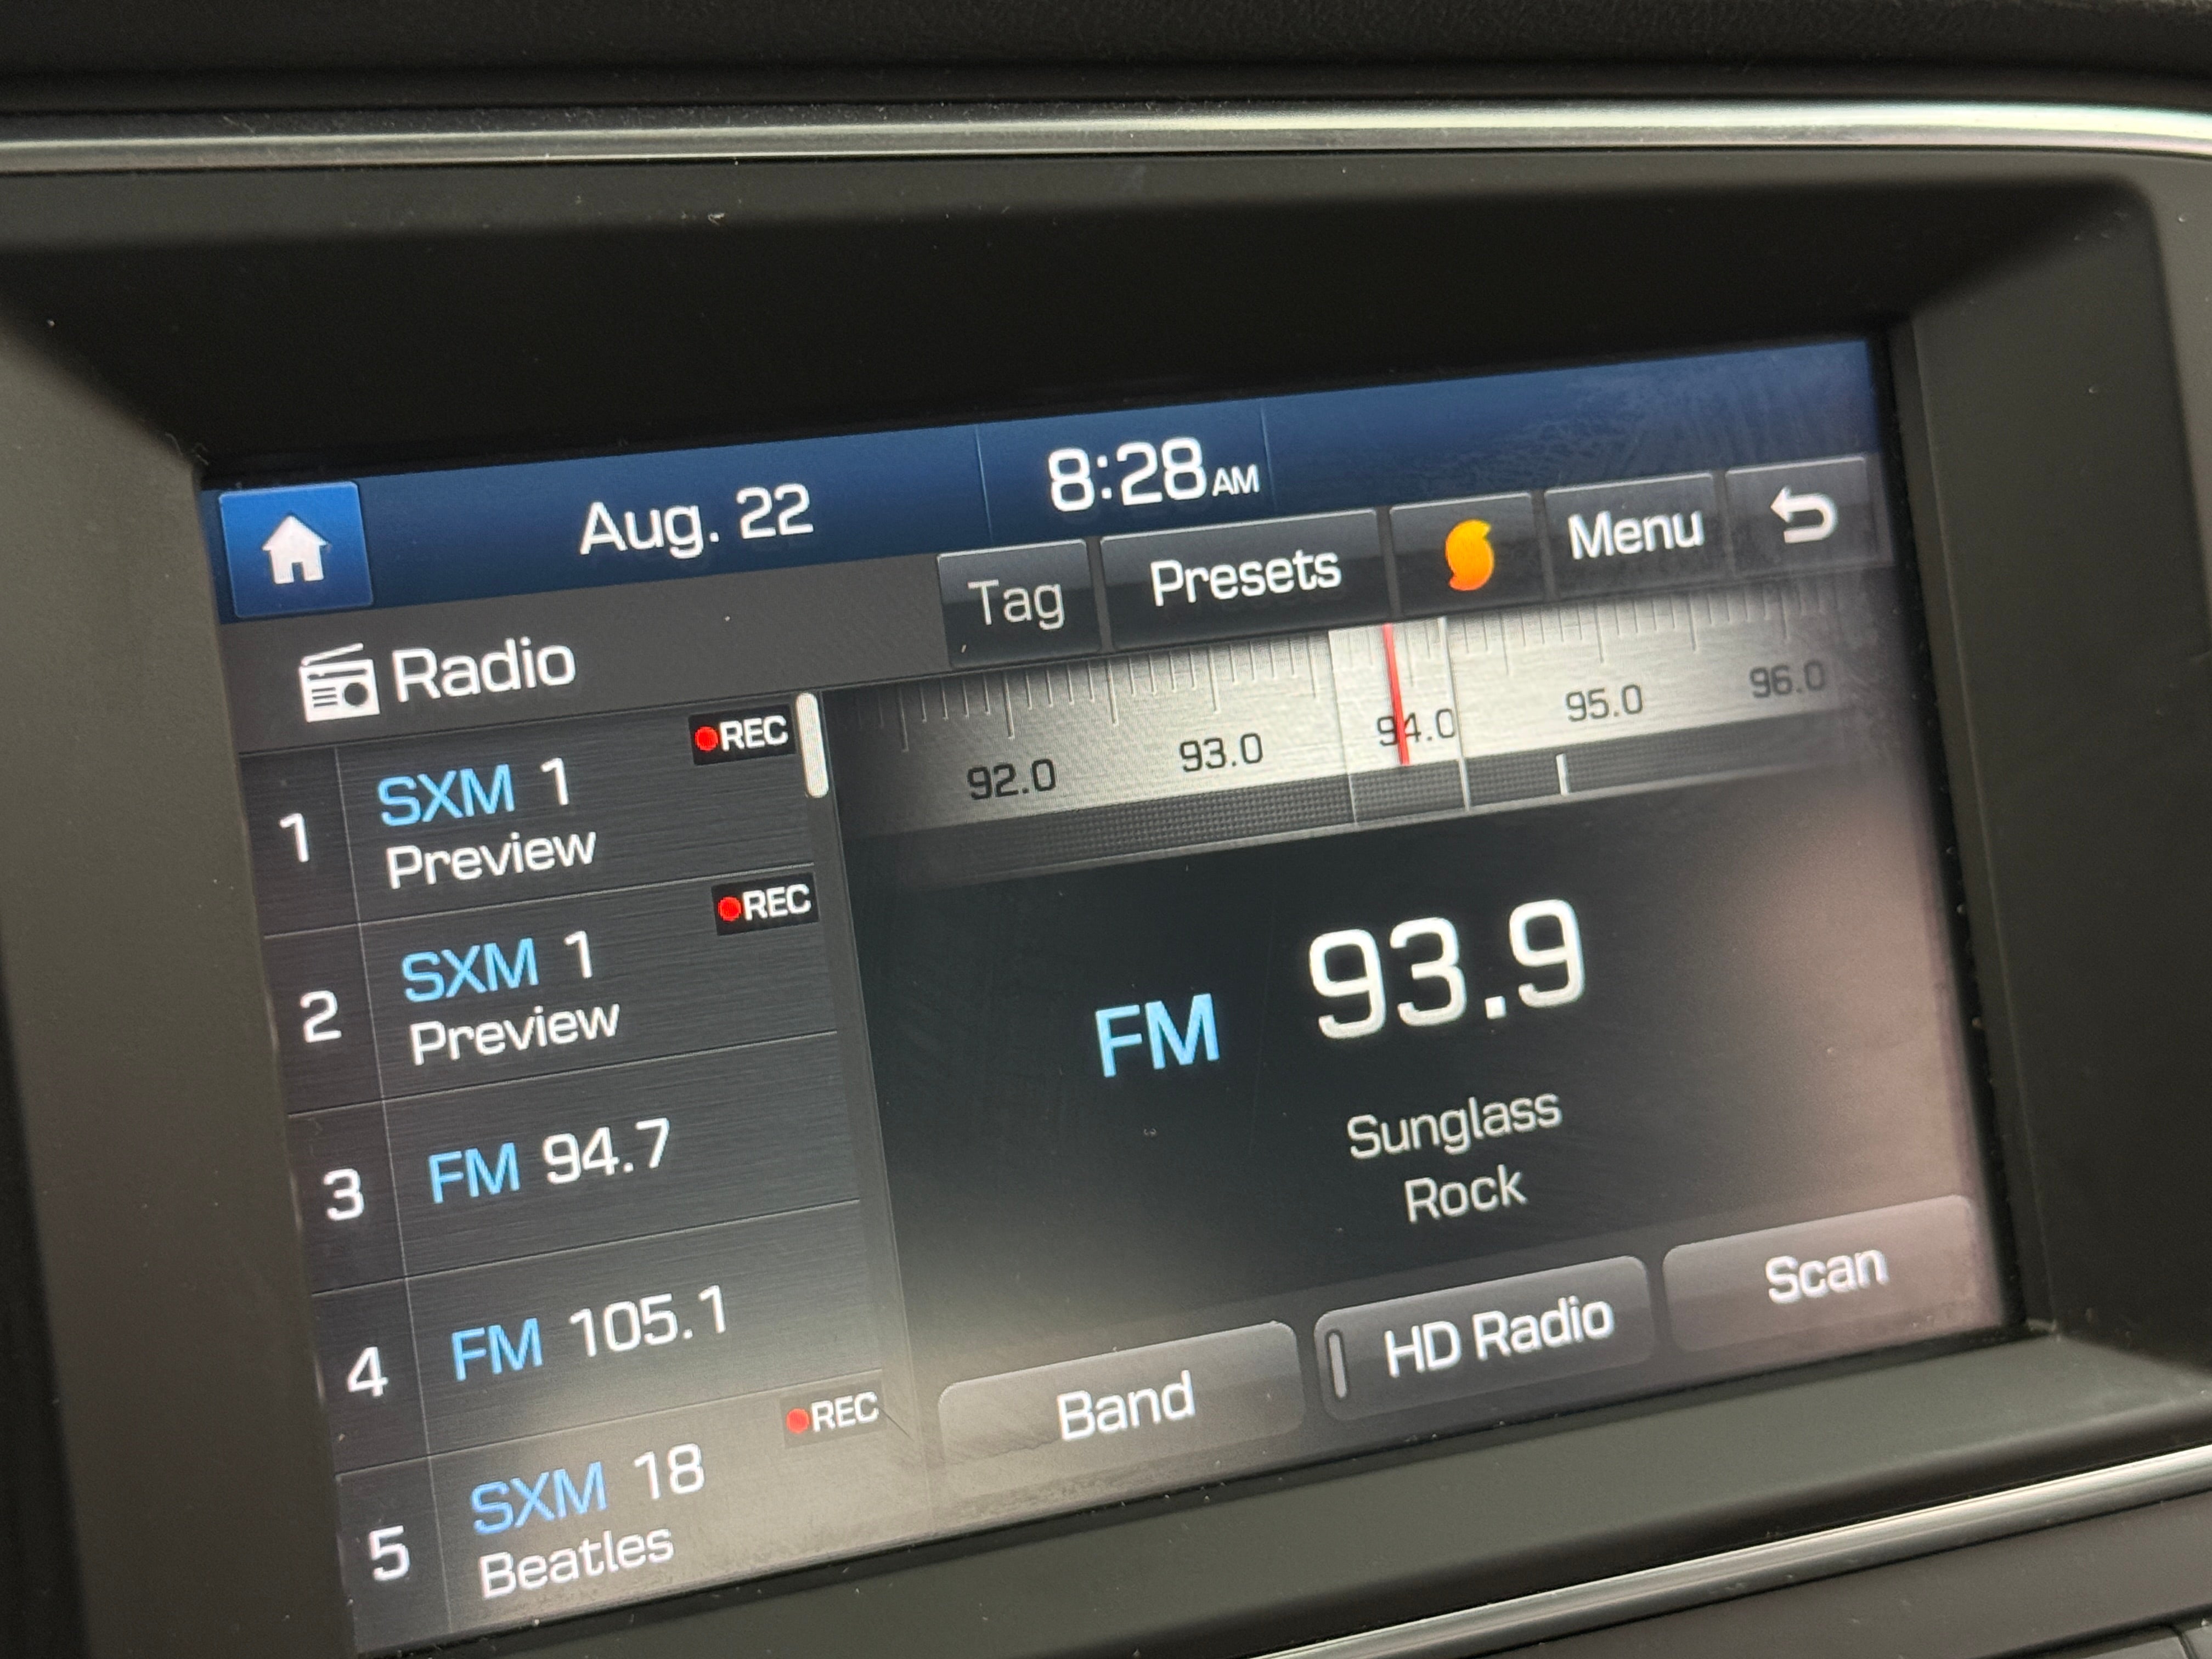 Aug. 22
8:28 AM
Radio
Tag
Presets
Menu
92.0 93.0 94.0 95.0 96.0
1 SXM 1 REC
Preview
2 SXM 1 REC
Preview
3 FM 94.7
4 FM 105.1
5 SXM 18 REC
Beatles
FM 93.9
Sunglass
Rock
Band
HD Radio
Scan